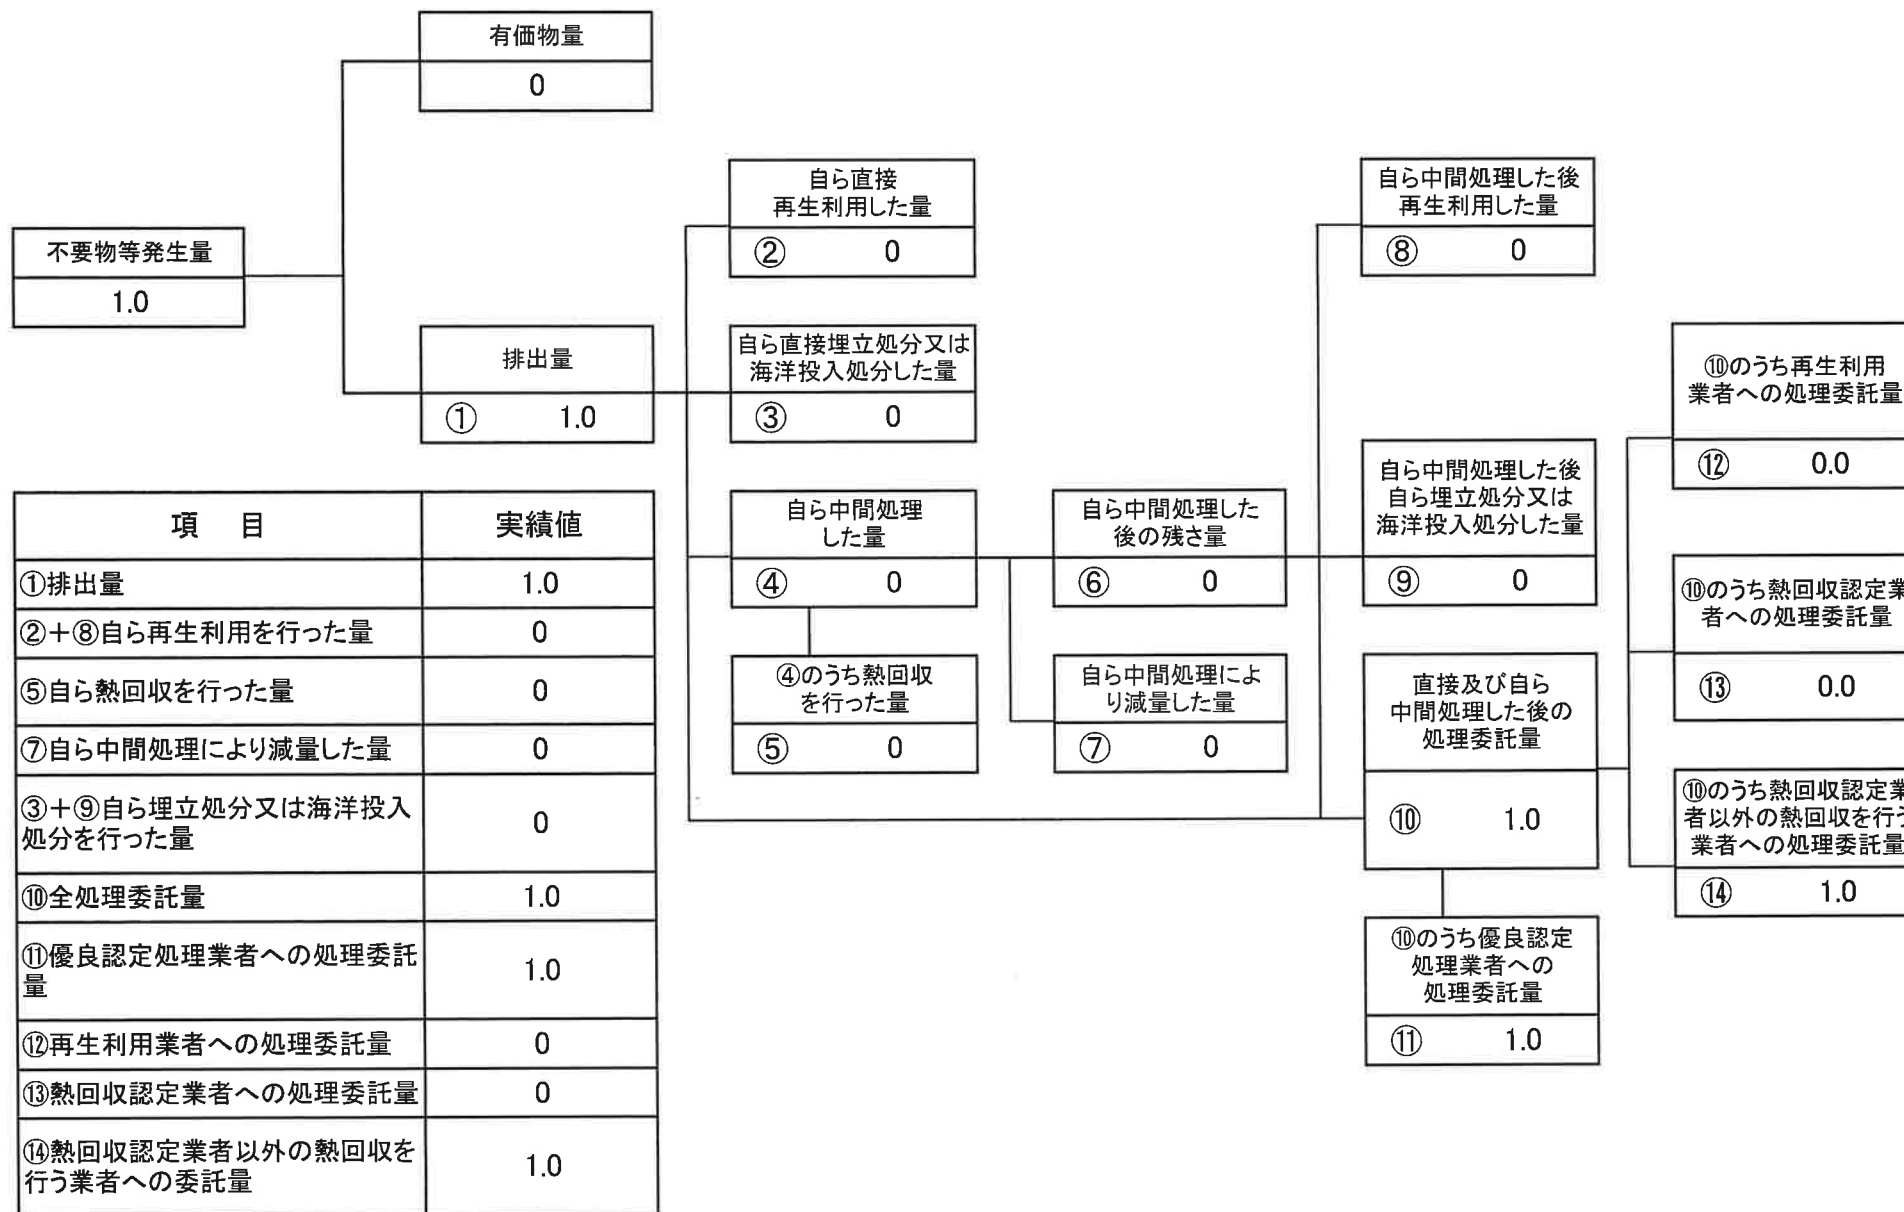 有価物量
0
不要物等発生量
1.0
排出量
① 1.0
自ら直接
再生利用した量
② 0
自ら直接埋立処分又は
海洋投入処分した量
③ 0
自ら中間処理
した量
④ 0
④のうち熱回収
を行った量
⑤ 0
自ら中間処理した
後の残さ量
⑥ 0
自ら中間処理によ
り減量した量
⑦ 0
自ら中間処理した後
再生利用した量
⑧ 0
自ら中間処理した後
自ら埋立処分又は
海洋投入処分した量
⑨ 0
直接及び自ら
中間処理した後の
処理委託量
⑩ 1.0
⑩のうち優良認定
処理業者への
処理委託量
⑪ 1.0
⑩のうち再生利用
業者への処理委託量
⑫ 0.0
⑩のうち熱回収認定業
者への処理委託量
⑬ 0.0
⑩のうち熱回収認定業
者以外の熱回収を行う
業者への処理委託量
⑭ 1.0
項 目 実績値
①排出量 1.0
②+⑧自ら再生利用を行った量 0
⑤自ら熱回収を行った量 0
⑦自ら中間処理により減量した量 0
③+⑨自ら埋立処分又は海洋投入
処分を行った量 0
⑩全処理委託量 1.0
⑪優良認定処理業者への処理委託
量 1.0
⑫再生利用業者への処理委託量 0
⑬熱回収認定業者への処理委託量 0
⑭熱回収認定業者以外の熱回収を
行う業者への委託量 1.0